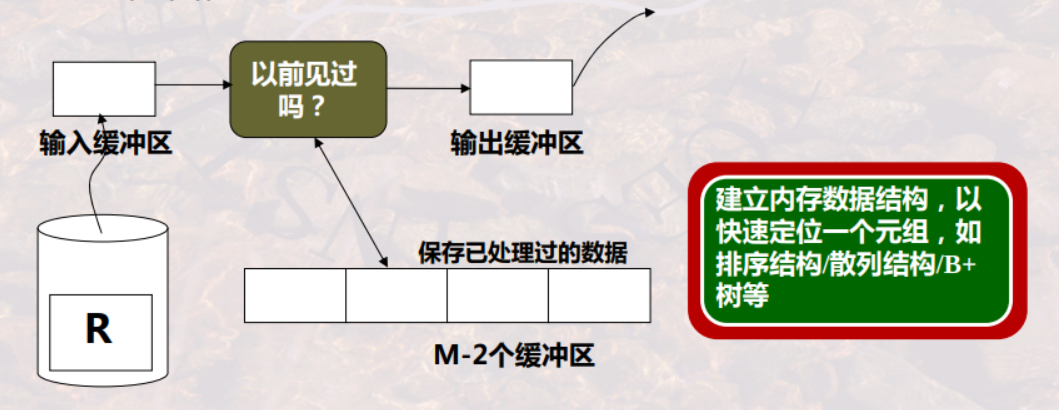 以前见过
吗？
输入缓冲区
输出缓冲区
R
保存已处理过的数据
M-2个缓冲区
建立内存数据结构，以
快速定位一个元组，如
排序结构/散列结构/B+
树等